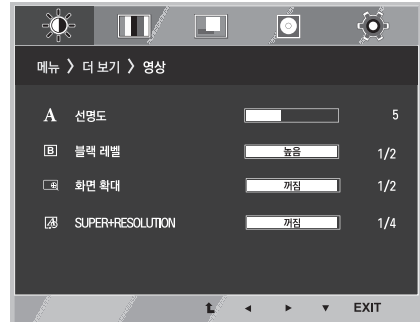 메뉴 > 더 보기 > 영상
A 선명도 5
B 블랙 레벨 높음 1/2
화면 확대 꺼짐 1/2
SUPER+RESOLUTION 꺼짐 1/4
EXIT